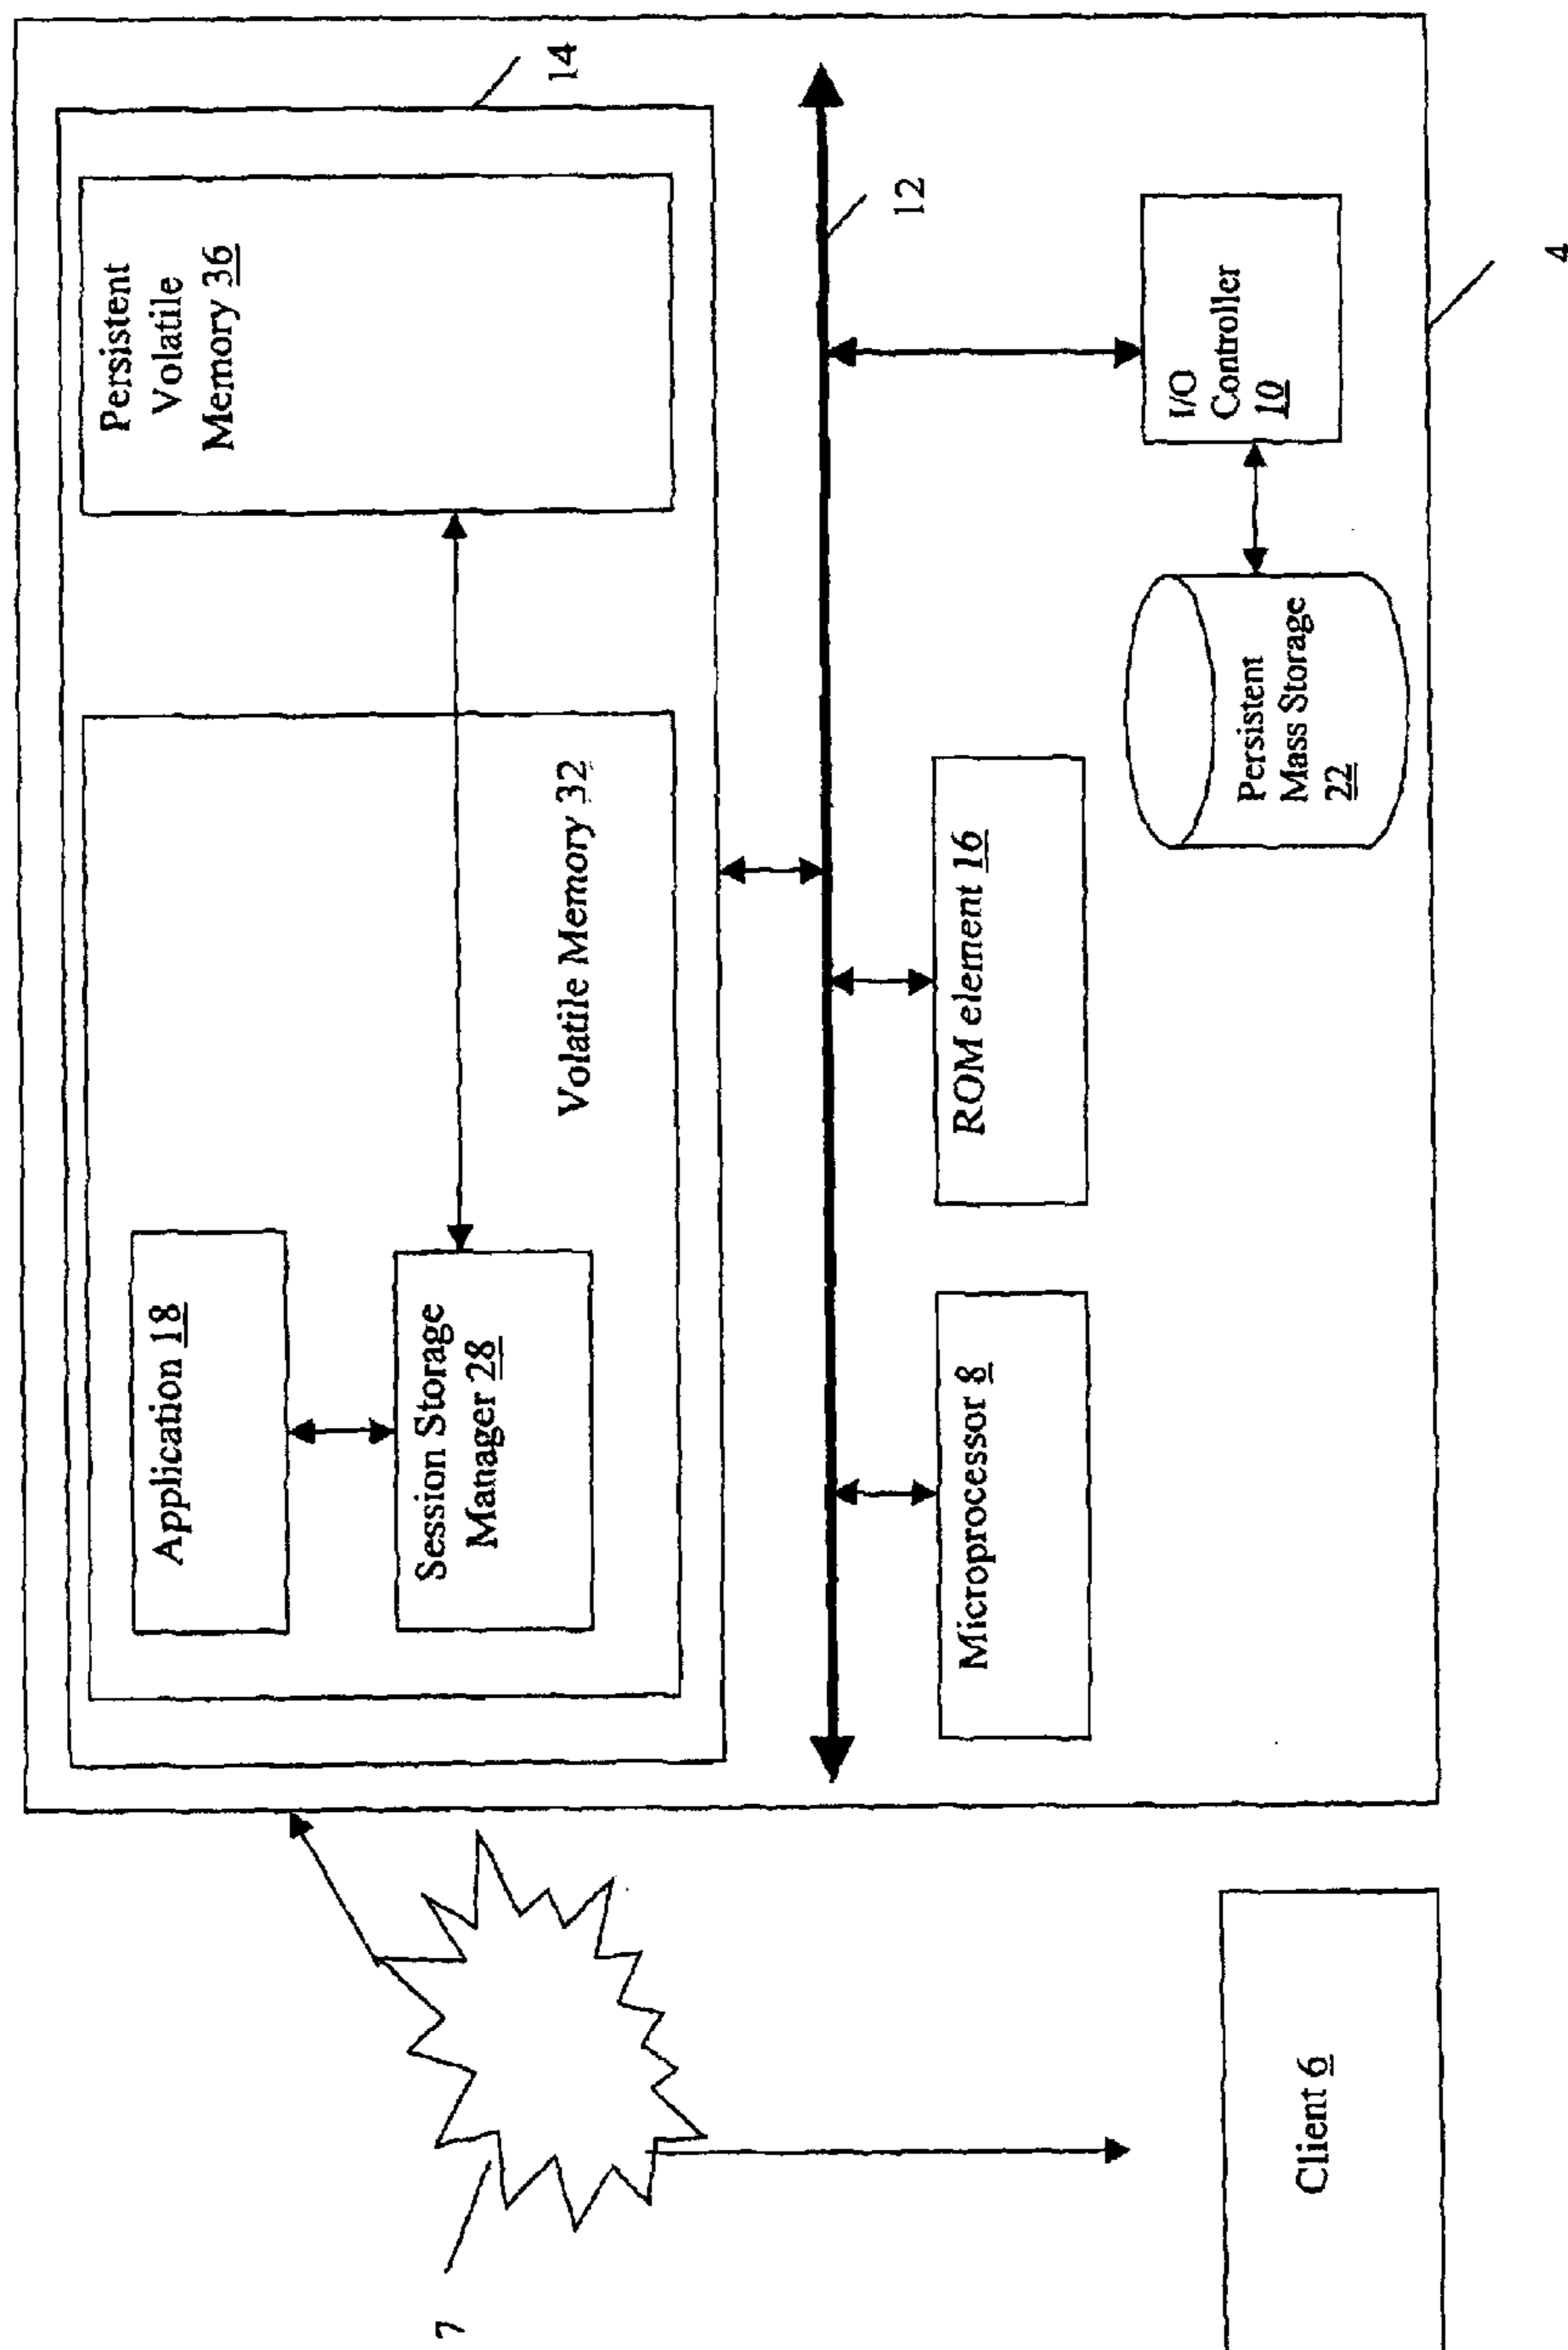 14
Persistent
Volatile
Memory 36
Application 18
Session Storage
Manager 28
Volatile Memory 32
12
Microprocessor 8
ROM element 16
I/O
Controller
10
Persistent
Mass Storage
22
4
7
Client 6